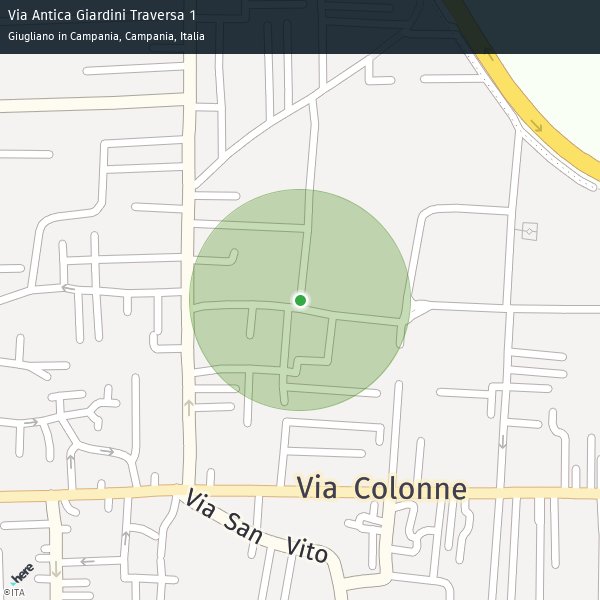 Via Antica Giardini Traversa 1
Giugliano in Campania, Campania, Italia
Via Colonne
Via San Vito
here
©ITA